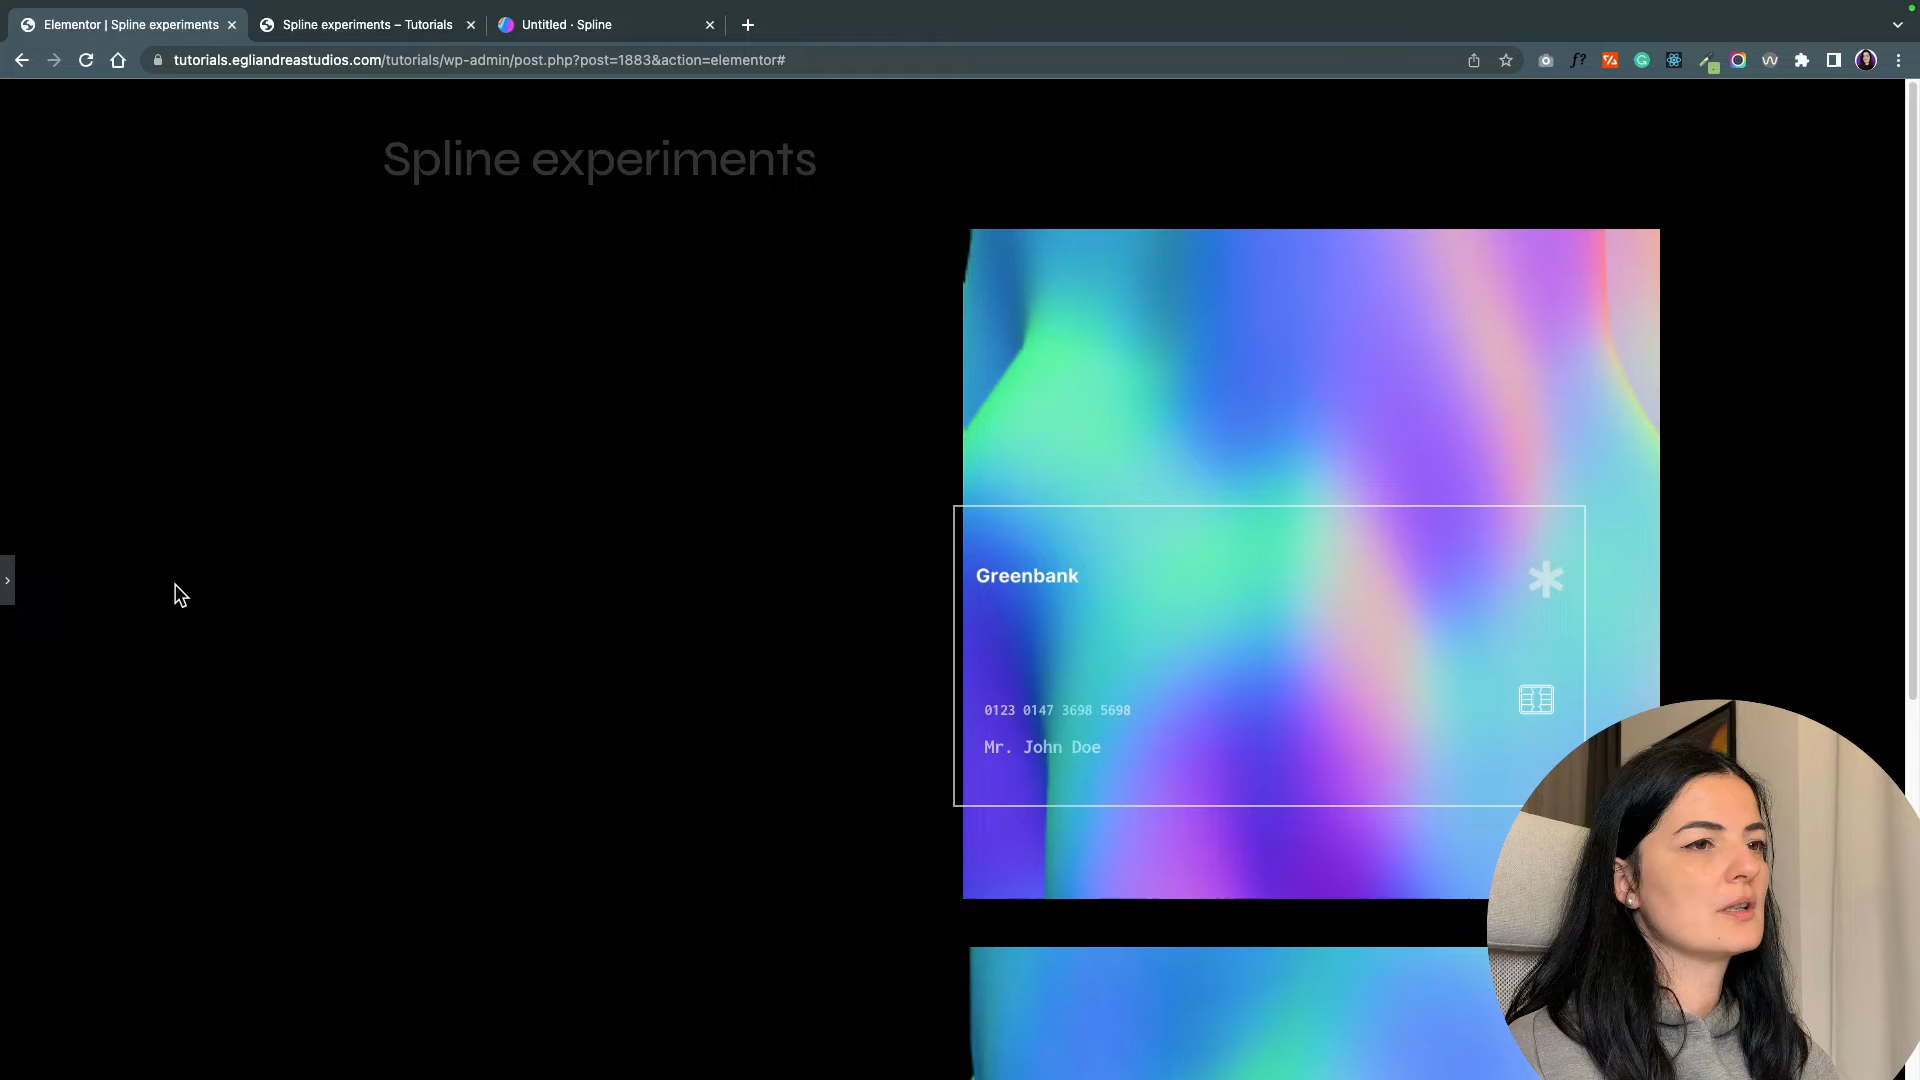 Elementor | Spline experiments
Spline experiments – Tutorials
Untitled · Spline
tutorials.egliandreastudios.com/tutorials/wp-admin/post.php?post=1883&action=elementor#
f?
Spline experiments
Greenbank
0123 0147 3698 5698
Mr. John Doe